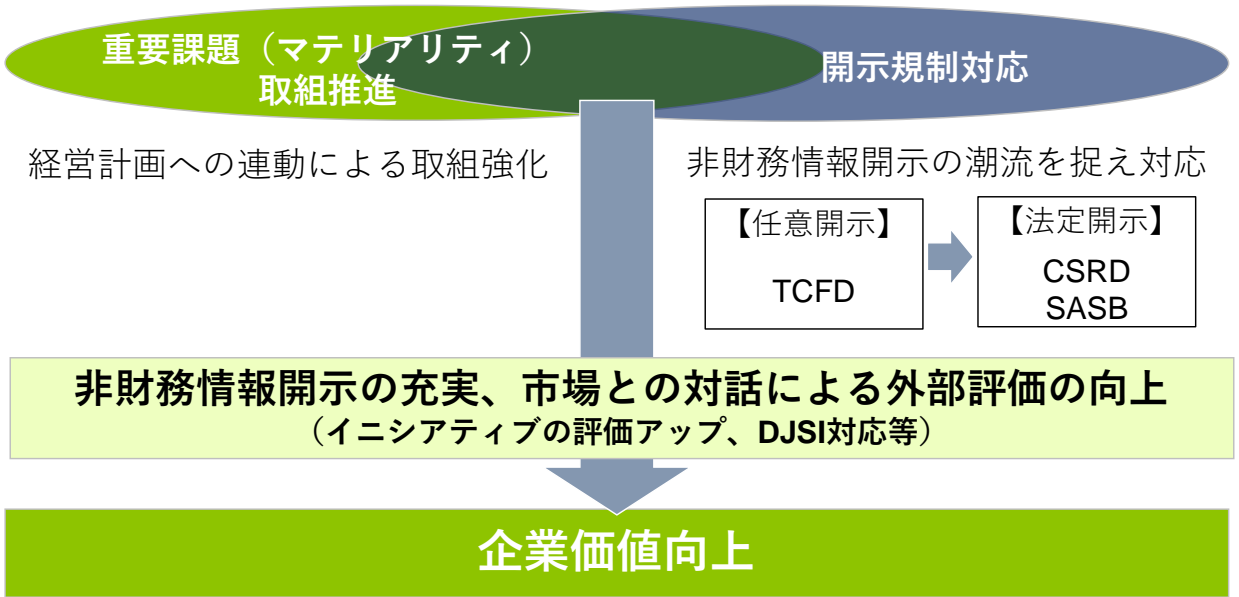 重要課題（マテリアリティ）
取組推進
開示規制対応
経営計画への連動による取組強化
非財務情報開示の潮流を捉え対応
【任意開示】
TCFD
【法定開示】
CSRD
SASB
非財務情報開示の充実、市場との対話による外部評価の向上
（イニシアティブの評価アップ、DJSI対応等）
企業価値向上